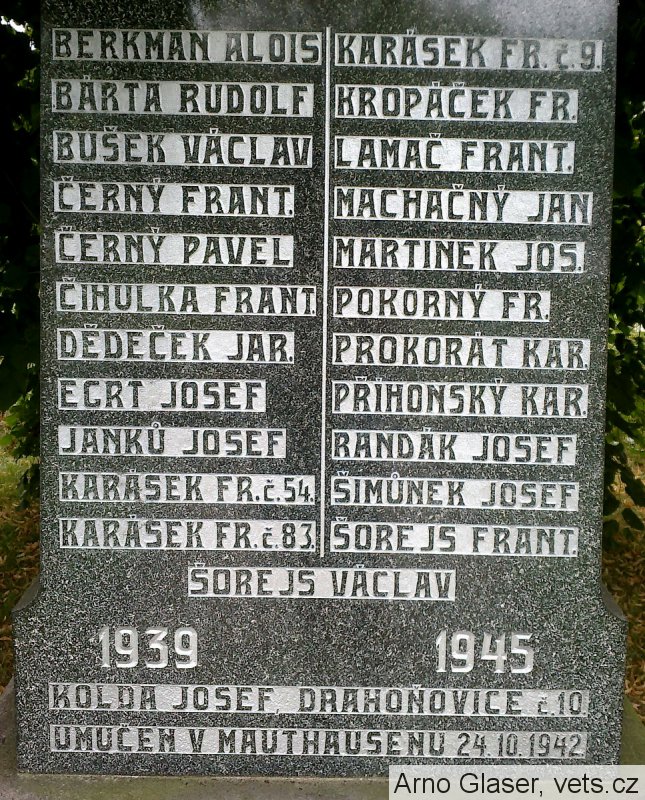 BERKMAN ALOIS
BÁRTA RUDOLF
BUŠEK VÁCLAV
ČERNÝ FRANT.
ČERNÝ PAVEL
ČIHULKA FRANT.
DĚDEČEK JAR.
EGRT JOSEF
JANKŮ JOSEF
KARÁSEK FR. č. 54.
KARÁSEK FR. č. 83.
KARÁSEK FR. č. 9.
KROPÁČEK FR.
LAMAČ FRANT.
MACHAČNÝ JAN
MARTINEK JOS.
POKORNÝ FR.
PROKORÁT KAR.
PŘÍHONSKÝ KAR.
RANDÁK JOSEF
ŠIMŮNEK JOSEF
ŠOREJS FRANT.
ŠOREJS VÁCLAV
1939 1945
KOLDA JOSEF, DRAHOŇOVICE č. 10
UMUČEN V MAUTHAUSENU 24. 10. 1942
Arno Glaser, vets.cz